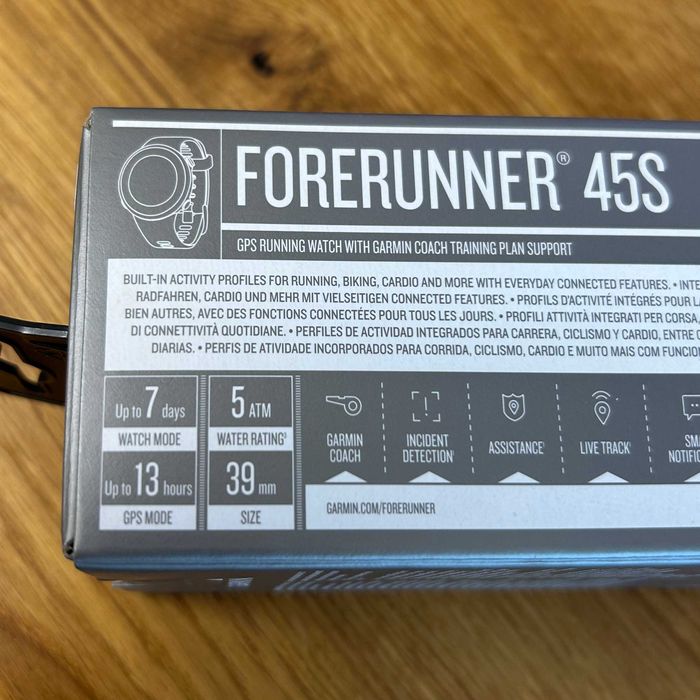 FORERUNNER® 45S
GPS RUNNING WATCH WITH GARMIN COACH TRAINING PLAN SUPPORT
BUILT-IN ACTIVITY PROFILES FOR RUNNING, BIKING, CARDIO AND MORE WITH EVERYDAY CONNECTED FEATURES. • INTE
RADFAHREN, CARDIO UND MEHR MIT VIELSEITIGEN CONNECTED FEATURES. • PROFILS D'ACTIVITÉ INTÉGRÉS POUR LA
BIEN AUTRES, AVEC DES FONCTIONS CONNECTÉES POUR TOUS LES JOURS. • PROFILI ATTIVITÀ INTEGRATI PER CORSA,
DI CONNETTIVITÀ QUOTIDIANE. • PERFILES DE ACTIVIDAD INTEGRADOS PARA CARRERA, CICLISMO Y CARDIO, ENTRE O
DIARIAS. • PERFIS DE ATIVIDADE INCORPORADOS PARA CORRIDA, CICLISMO, CARDIO E MUITO MAIS COM FUNCION
Up to 7 days
WATCH MODE
5 ATM
WATER RATING
Up to 13 hours
GPS MODE
39 mm
SIZE
GARMIN
COACH
INCIDENT
DETECTION
ASSISTANCE
LIVE TRACK
SMA
NOTIFIC
GARMIN.COM/FORERUNNER